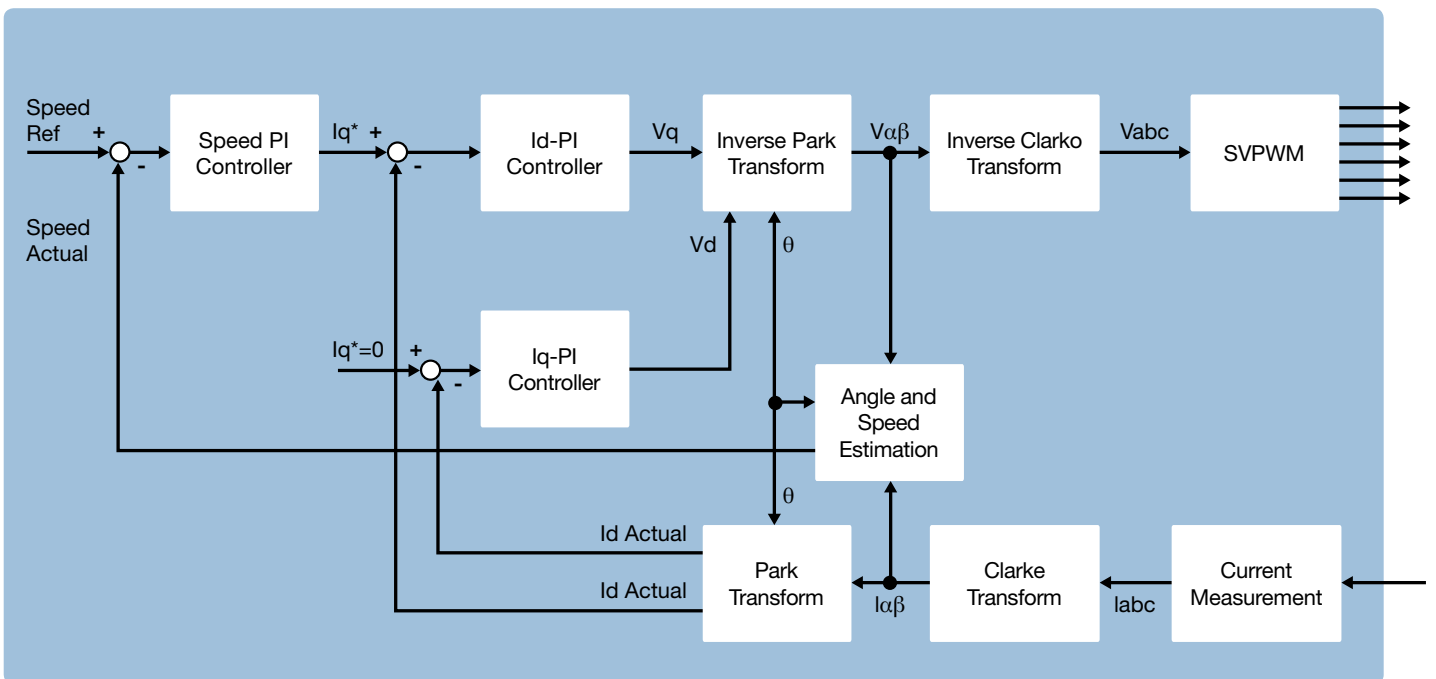 Speed
Ref
+
-
Speed PI
Controller
Iq*
+
-
Id-PI
Controller
Vq
Inverse Park
Transform
Vαβ
Inverse Clarko
Transform
Vabc
SVPWM
Speed
Actual
Vd
θ
Iq*=0
+
-
Iq-PI
Controller
Angle and
Speed
Estimation
θ
Id Actual
Id Actual
Park
Transform
Iαβ
Clarke
Transform
Iabc
Current
Measurement